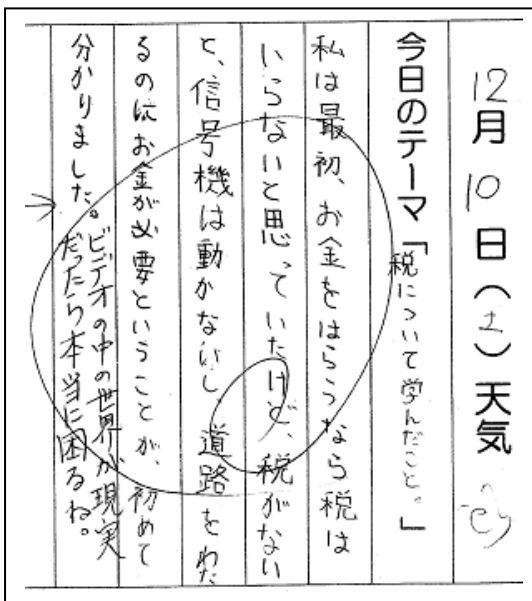 12月10日(土)天気
今日のテーマ「税について学んだこと。」
私は最初、お金をはらうなら税は
いらないと思っていたけど、税がない
と、信号機は動かないし、道路をわた
るのにお金が必要ということが、初めて
分かりました。
ビデオの中の世界が現実
だったら本当に困るね。